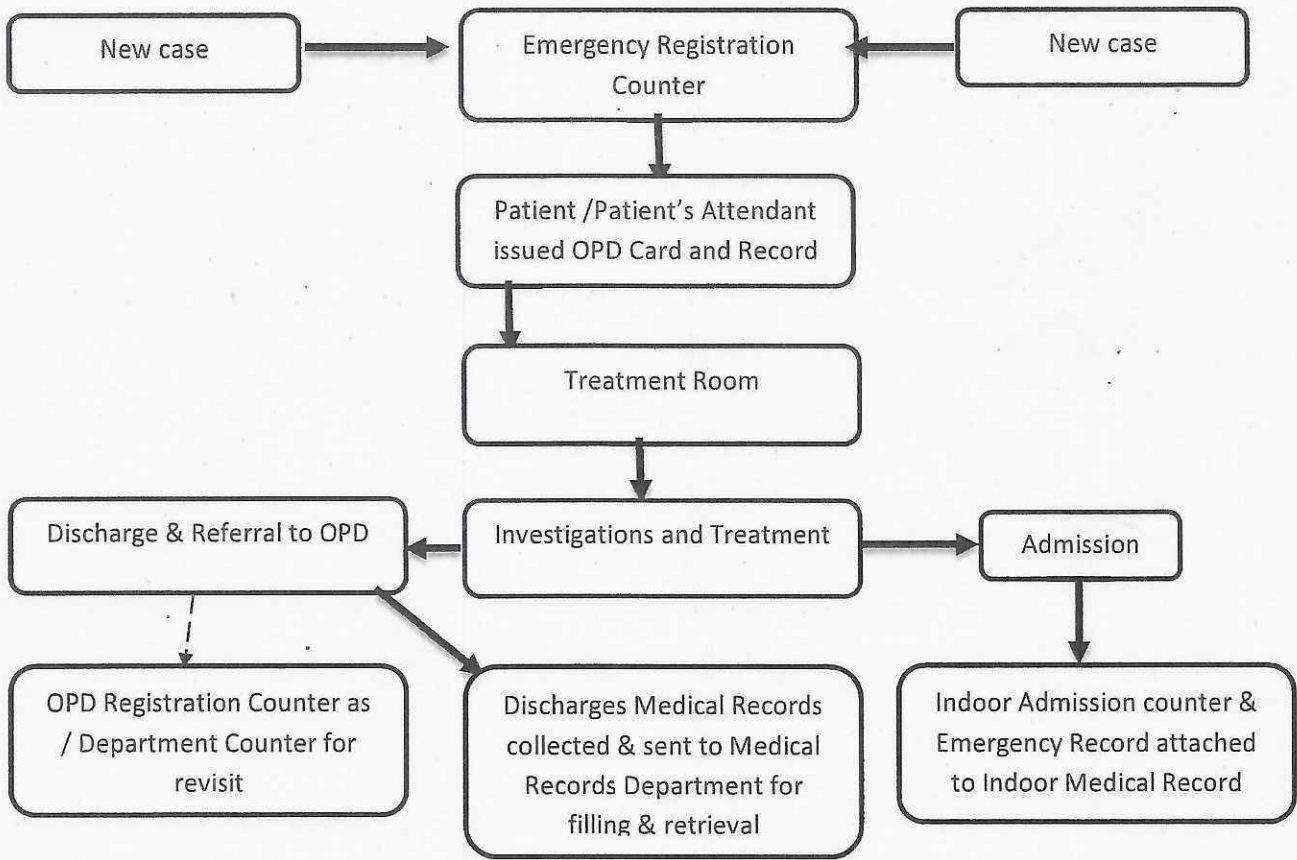 New case
Emergency Registration
Counter
New case
Patient /Patient's Attendant
issued OPD Card and Record
Treatment Room
Discharge & Referral to OPD
Investigations and Treatment
Admission
OPD Registration Counter as
/ Department Counter for
revisit
Discharges Medical Records
collected & sent to Medical
Records Department for
filling & retrieval
Indoor Admission counter &
Emergency Record attached
to Indoor Medical Record